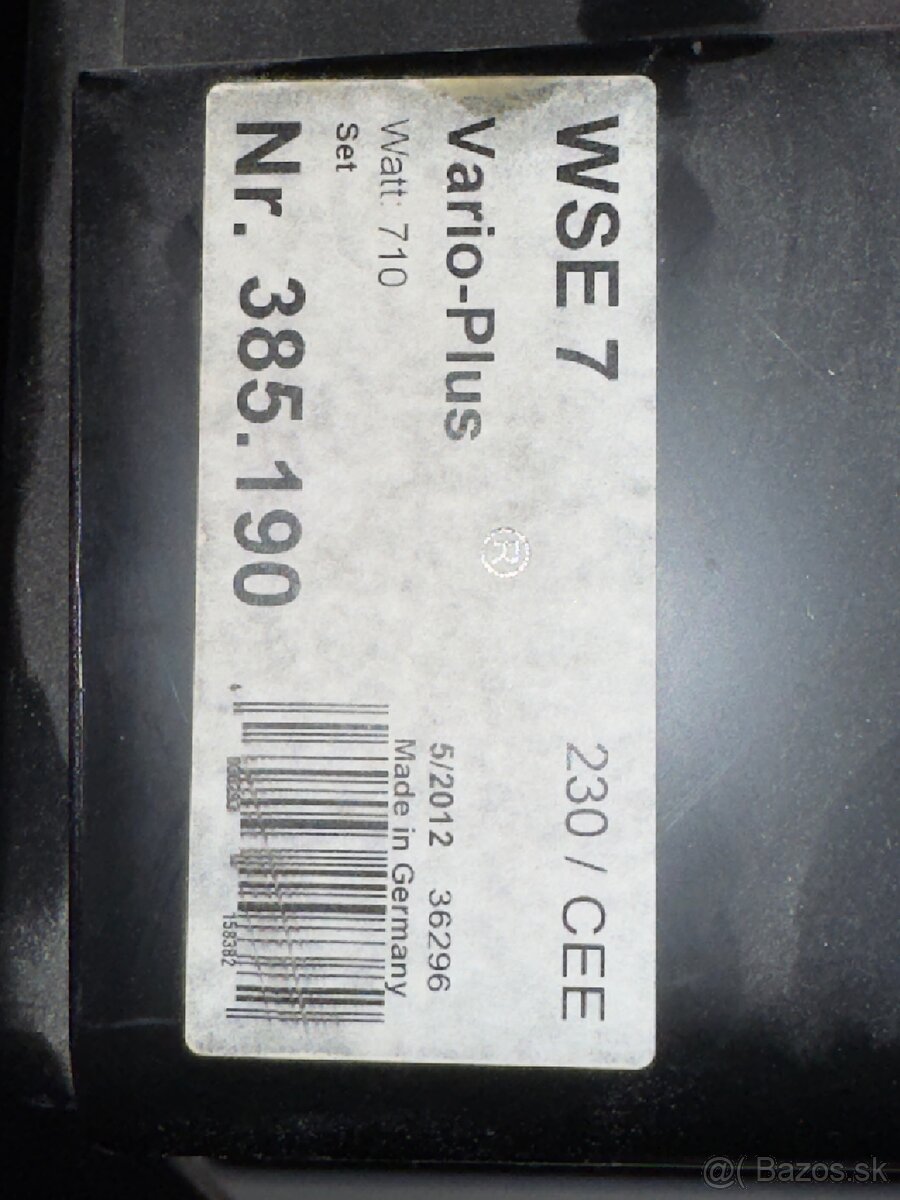 WSE 7 230 / CEE
Vario-Plus
®
5/2012 36296
Watt: 710
Made in Germany
Set
Nr. 385.190
4
158382
@( Bazos.sk